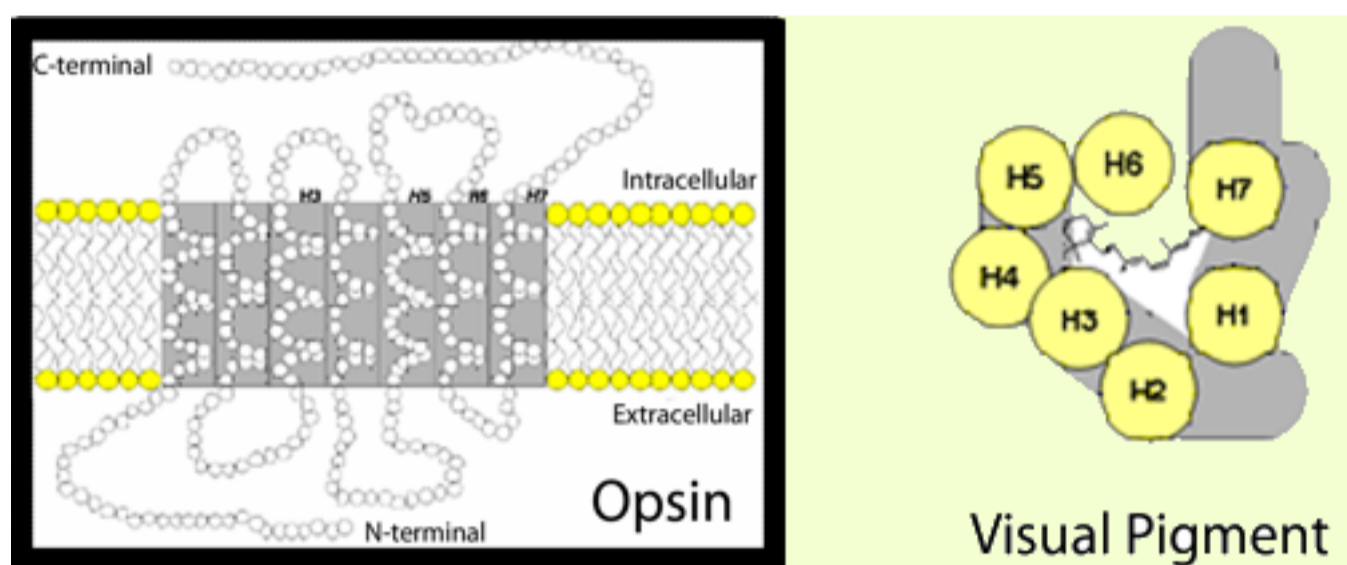 C-terminal
H3
H5
H6
H7
Intracellular
Extracellular
Opsin
N-terminal
H5
H6
H7
H4
H3
H1
H2
Visual Pigment